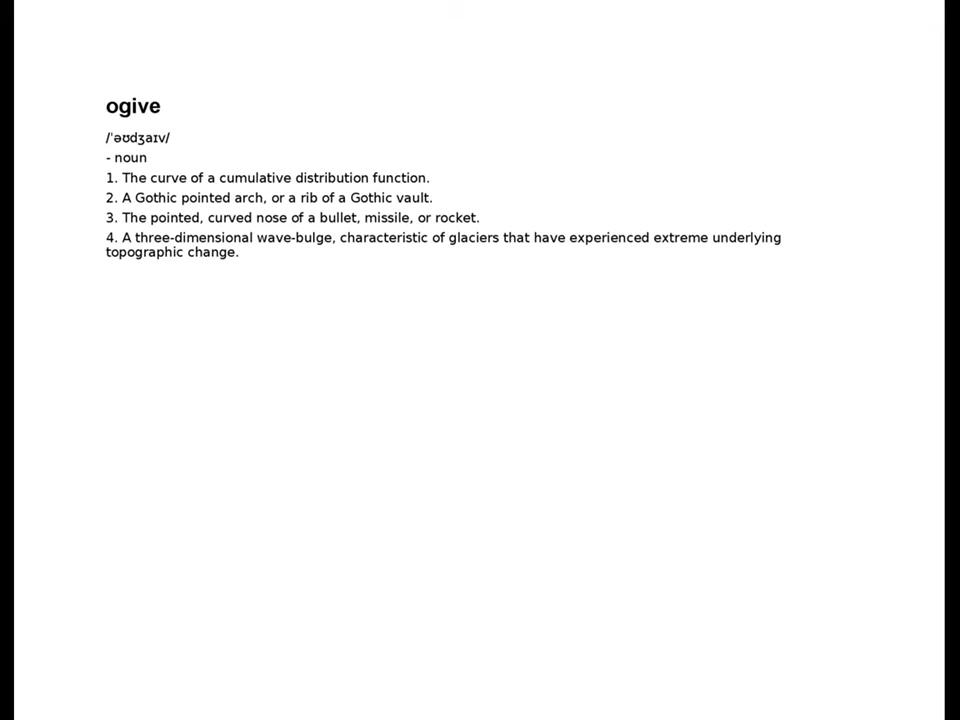 ogive
/ˈəʊdʒaɪv/
- noun
1. The curve of a cumulative distribution function.
2. A Gothic pointed arch, or a rib of a Gothic vault.
3. The pointed, curved nose of a bullet, missile, or rocket.
4. A three-dimensional wave-bulge, characteristic of glaciers that have experienced extreme underlying
topographic change.